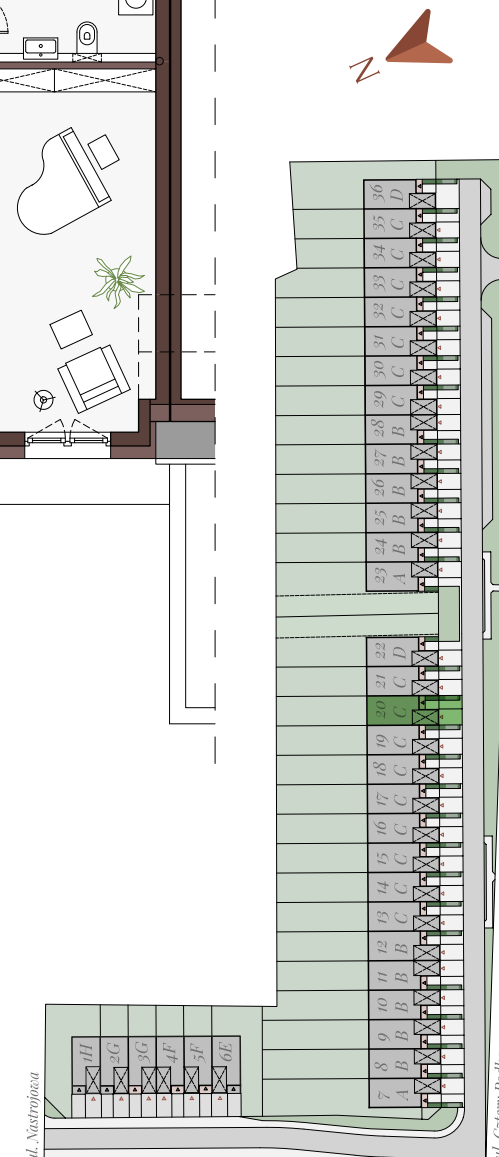 N
36 D
35 C
34 C
33 C
32 C
31 C
30 C
29 C
28 B
27 B
26 B
25 B
24 B
23 A
22 D
21 C
20 C
19 C
18 C
17 C
16 C
15 C
14 C
13 C
12 B
11 B
10 B
9 B
8 B
7 A
1H
2G
3G
4F
5F
6E
ul. Nastrojowa
ul. Cztery